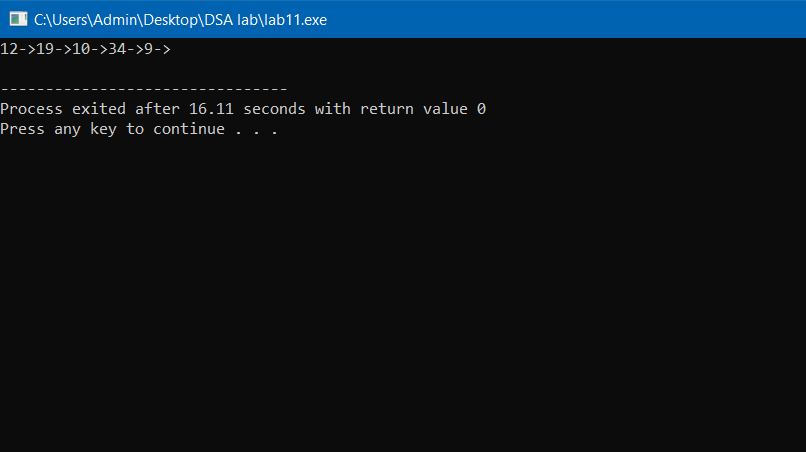 C:\Users\Admin\Desktop\DSA lab\lab11.exe
12->19->10->34->9->
--------------------------------
Process exited after 16.11 seconds with return value 0
Press any key to continue . . .